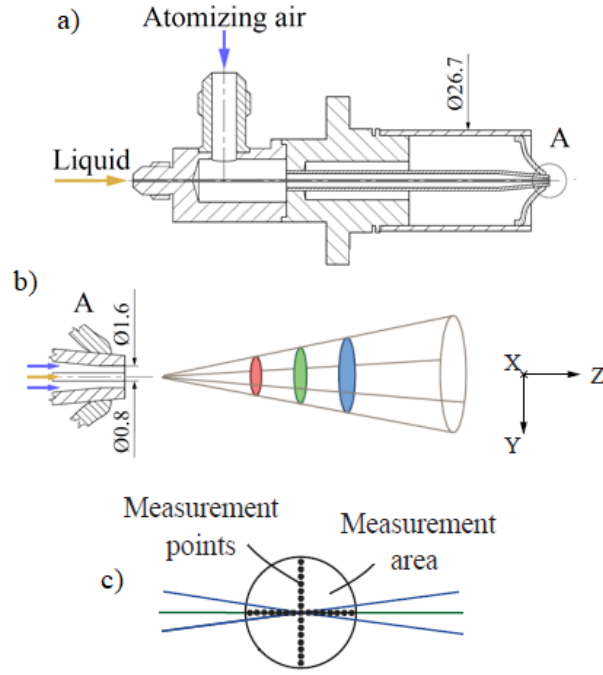 a)
Atomizing air
Ø26.7
A
Liquid
b)
A
Ø1.6
Ø0.8
X
Z
Y
Measurement
points
Measurement
area
c)